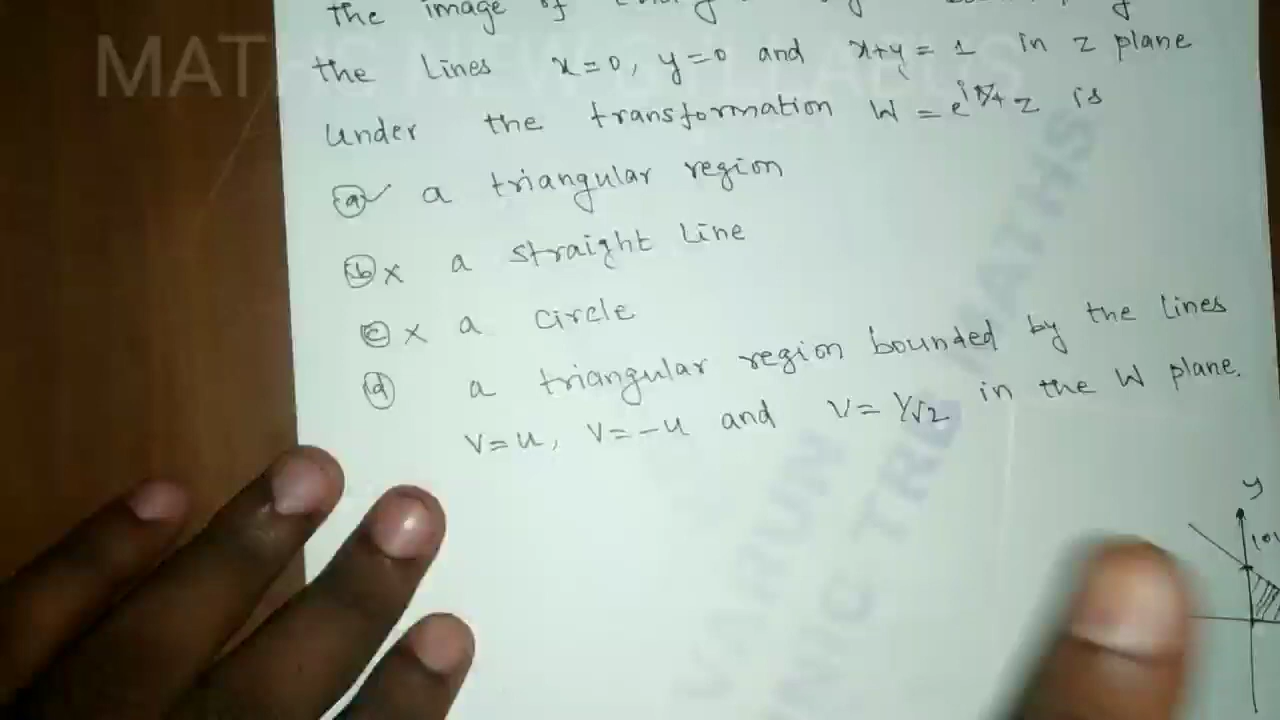 the image of
the lines x=0, y=0 and x+y = 1 in z plane
under the transformation W = e^{iπ/4} z is
(a)✓ a triangular region
(b)× a straight line
(c)× a circle
(d) a triangular region bounded by the lines
V=u, V=-u and V= 1/√2 in the W plane.
y